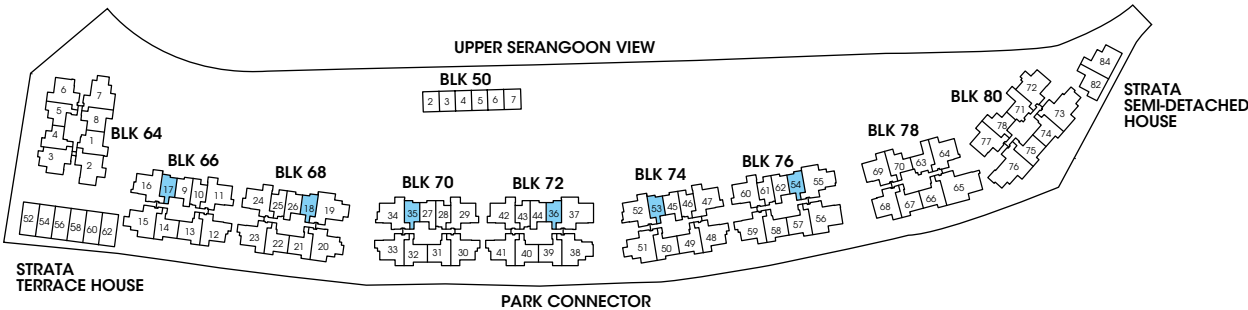 UPPER SERANGOON VIEW
BLK 50
2 3 4 5 6 7
BLK 64
6 7
5 8
4 1
3 2
BLK 66
16 17 9 10 11
15 14 13 12
BLK 68
24 25 26 18 19
23 22 21 20
BLK 70
34 35 27 28 29
33 32 31 30
BLK 72
42 43 44 36 37
41 40 39 38
BLK 74
52 53 45 46 47
51 50 49 48
BLK 76
60 61 62 54 55
59 58 57 56
BLK 78
69 70 63 64
68 67 66 65
BLK 80
72
71 73
78 74
77 75
76
84
82
STRATA
SEMI-DETACHED
HOUSE
52 54 56 58 60 62
STRATA
TERRACE HOUSE
PARK CONNECTOR